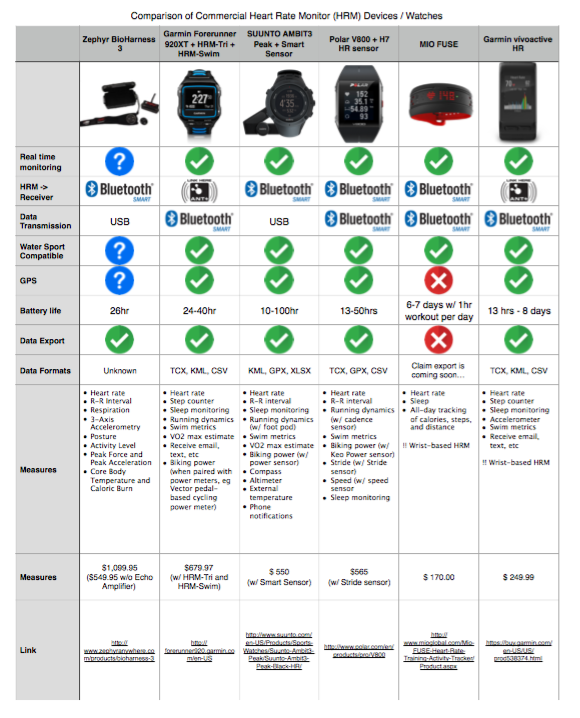 Comparison of Commercial Heart Rate Monitor (HRM) Devices / Watches
Zephyr BioHarness
3
Garmin Forerunner
920XT + HRM-Tri +
HRM-Swim
SUUNTO AMBIT3
Peak + Smart
Sensor
Polar V800 + H7
HR sensor
MIO FUSE
Garmin vívoactive
HR
227
4'35
POLAR
192
35.1
54.89
93
Real time
monitoring
?
HRM ->
Receiver
Bluetooth
SMART
ANT+
Bluetooth
SMART
Bluetooth
SMART
Bluetooth
SMART
ANT+
Data
Transmission
USB
Bluetooth
SMART
USB
Bluetooth
SMART
Bluetooth
SMART
Bluetooth
SMART
Water Sport
Compatible
?
GPS
?
Battery life
26hr
24-40hr
10-100hr
13-50hrs
6-7 days w/ 1hr
workout per day
13 hrs - 8 days
Data Export
Data Formats
Unknown
TCX, KML, CSV
KML, GPX, XLSX
TCX, GPX, CSV
Claim export is
coming soon...
TCX, KML, CSV
Measures
• Heart rate
• R-R Interval
• Respiration
• 3-Axis
Accelerometry
• Posture
• Activity Level
• Peak Force and
Peak Acceleration
• Core Body
Temperature and
Caloric Burn
• Heart rate
• Step counter
• Sleep monitoring
• Running dynamics
• Swim metrics
• VO2 max estimate
• Receive email,
text, etc
• Biking power
(when paired with
power meters, eg
Vector pedal-
based cycling
power meter)
• Heart rate
• R-R interval
• Sleep monitoring
• Running dynamics
(w/ foot pod)
• Swim metrics
• VO2 max estimate
• Biking power (w/
power sensor)
• Compass
• Altimeter
• External
temperature
• Phone
notifications
• Heart rate
• R-R interval
• Running dynamics
(w/ cadence
sensor)
• Swim metrics
• Biking power (w/
Keo Power sensor)
• Stride (w/ Stride
sensor)
• Speed (w/ speed
sensor)
• Sleep monitoring
• Heart rate
• Sleep
• All-day tracking
of calories, steps,
and distance
!! Wrist-based HRM
• Heart rate
• Step counter
• Sleep monitoring
• Accelerometer
• Swim metrics
• Receive email,
text, etc
!! Wrist-based HRM
Measures
$1,099.95
($549.95 w/o Echo
Amplifier)
$679.97
(w/ HRM-Tri and
HRM-Swim)
$ 550
(w/ Smart Sensor)
$565
(w/ Stride sensor)
$ 170.00
$ 249.99
Link
http://
www.zephyranywhere.co
m/products/bioharness-3
http://
forerunner920.garmin.co
m/en-US
http://www.suunto.com/
en-US/Products/Sports-
Watches/Suunto-Ambit3-
Peak/Suunto-Ambit3-
Peak-Black-HR/
http://www.polar.com/en/
products/pro/V800
http://
www.mioglobal.com/Mio-
FUSE-Heart-Rate-
Training-Activity-Tracker/
Product.aspx
https://buy.garmin.com/
en-US/US/
prod538374.html